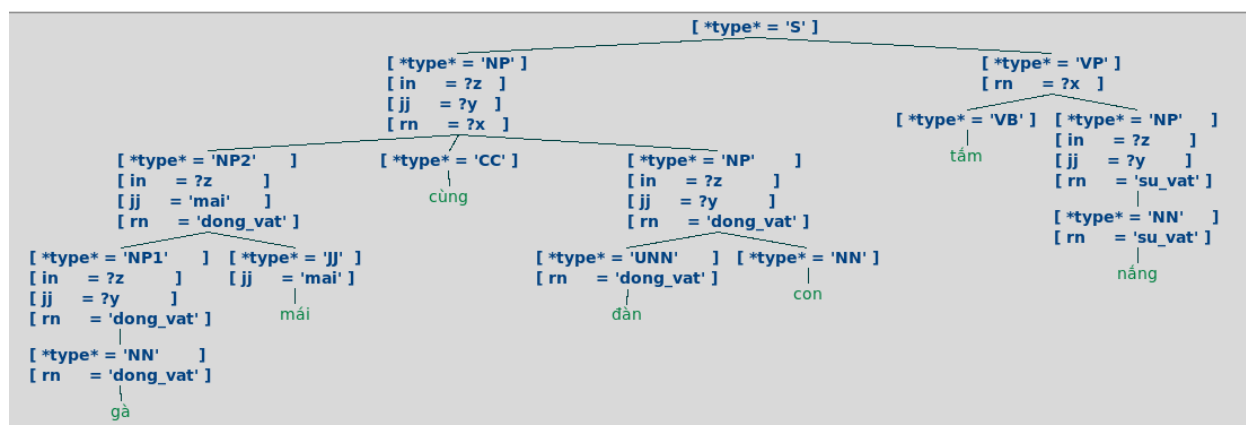 [ *type* = 'S' ]
[ *type* = 'NP' ]
[ in = ?z ]
[ jj = ?y ]
[ rn = ?x ]
[ *type* = 'VP' ]
[ rn = ?x ]
[ *type* = 'NP2' ]
[ in = ?z ]
[ jj = 'mai' ]
[ rn = 'dong_vat' ]
[ *type* = 'CC' ]
cùng
[ *type* = 'NP' ]
[ in = ?z ]
[ jj = ?y ]
[ rn = 'dong_vat' ]
[ *type* = 'VB' ]
tắm
[ *type* = 'NP' ]
[ in = ?z ]
[ jj = ?y ]
[ rn = 'su_vat' ]
[ *type* = 'NN' ]
[ rn = 'su_vat' ]
nắng
[ *type* = 'NP1' ]
[ in = ?z ]
[ jj = ?y ]
[ rn = 'dong_vat' ]
[ *type* = 'JJ' ]
[ jj = 'mai' ]
mái
[ *type* = 'UNN' ]
[ rn = 'dong_vat' ]
đàn
[ *type* = 'NN' ]
con
[ *type* = 'NN' ]
[ rn = 'dong_vat' ]
gà